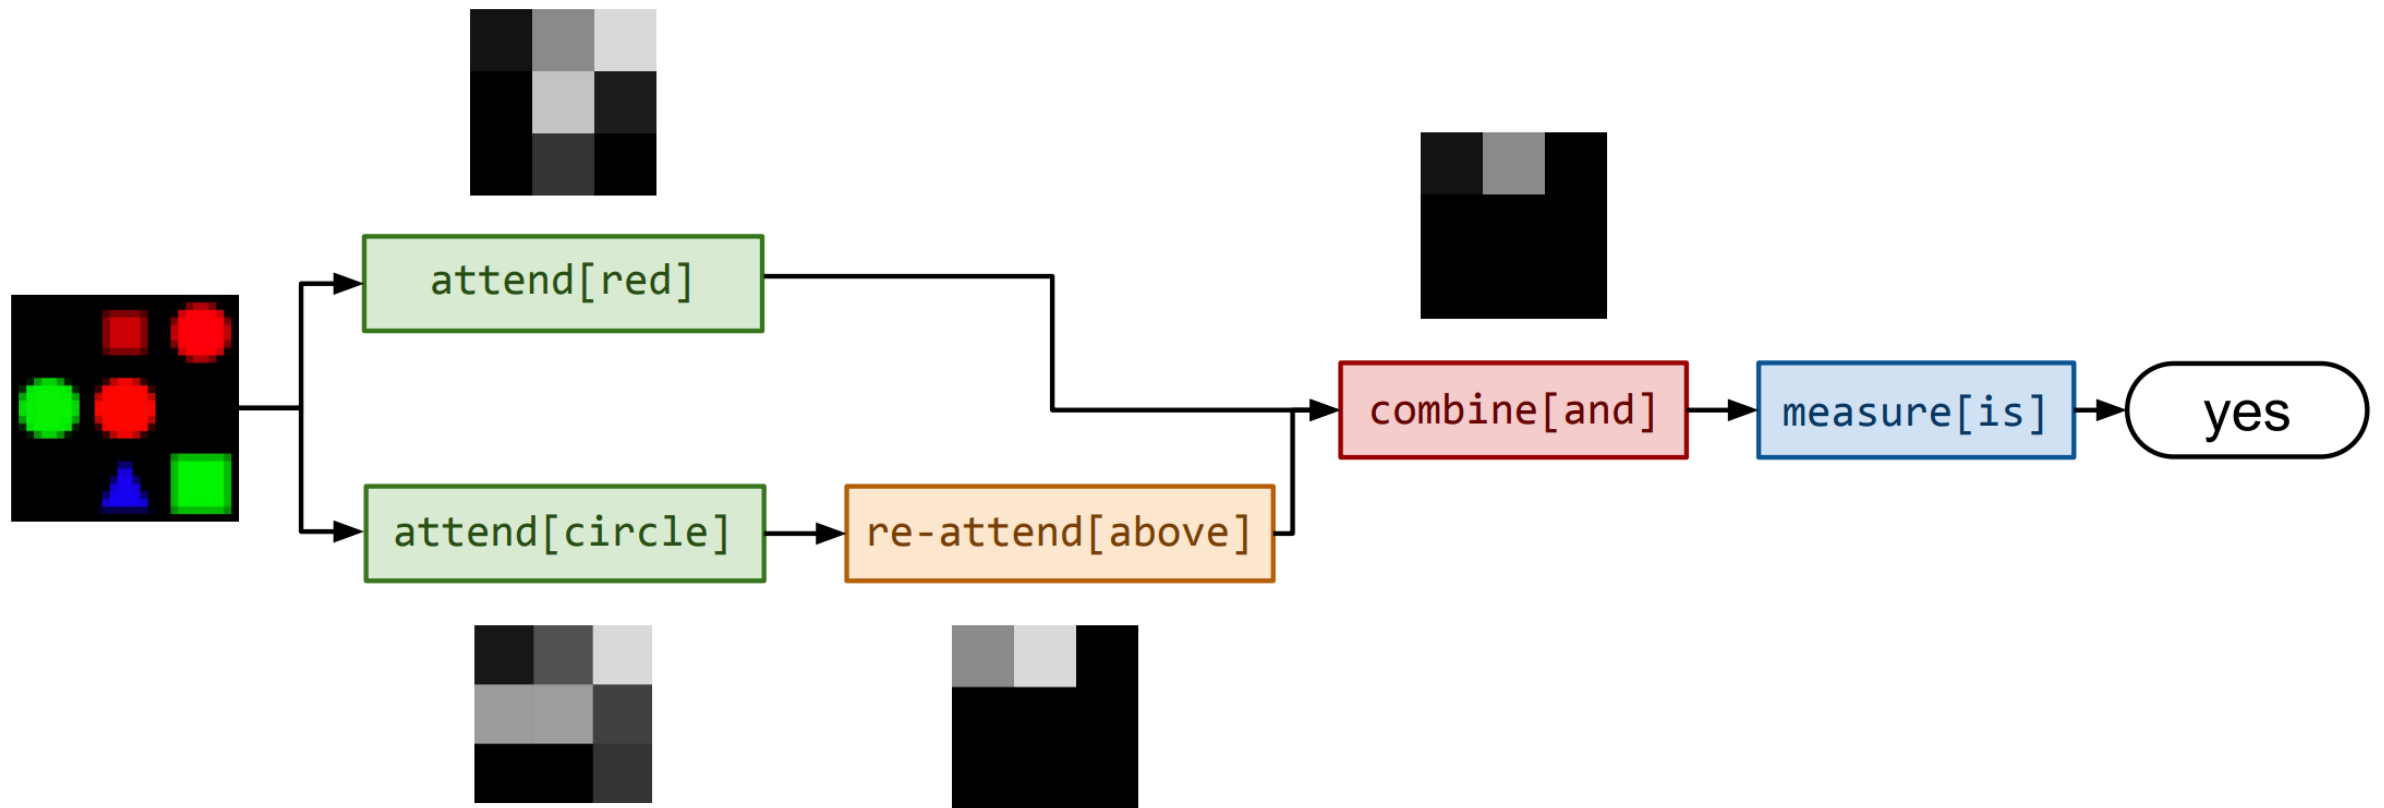 attend[red]
attend[circle]
re-attend[above]
combine[and]
measure[is]
yes